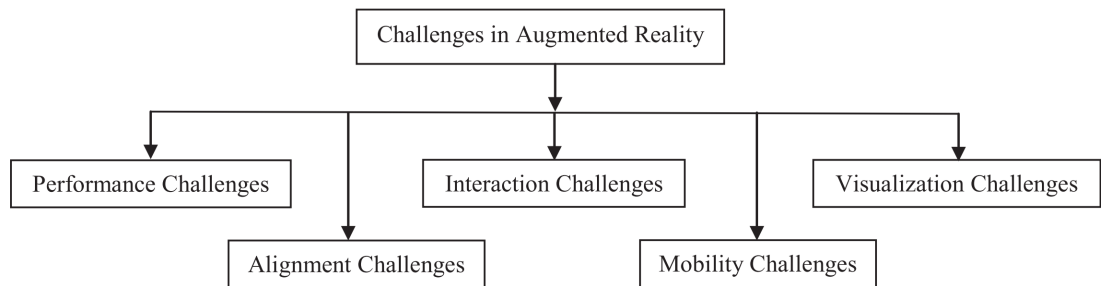 Challenges in Augmented Reality
Performance Challenges
Interaction Challenges
Visualization Challenges
Alignment Challenges
Mobility Challenges